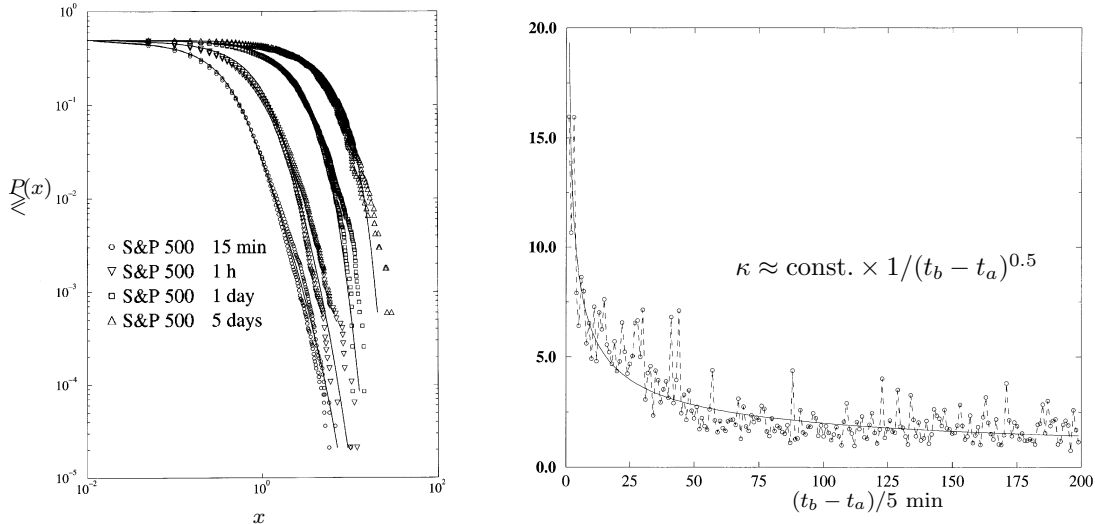 10^0
10^{-1}
P(x)
≶
10^{-2}
○ S&P 500 15 min
▽ S&P 500 1 h
□ S&P 500 1 day
△ S&P 500 5 days
10^{-3}
10^{-4}
10^{-5}
10^{-2} 10^0 10^2
x
20.0
15.0
10.0
κ ≈ const. × 1/(t_b − t_a)^{0.5}
5.0
0.0
0 25 50 75 100 125 150 175 200
(t_b − t_a)/5 min